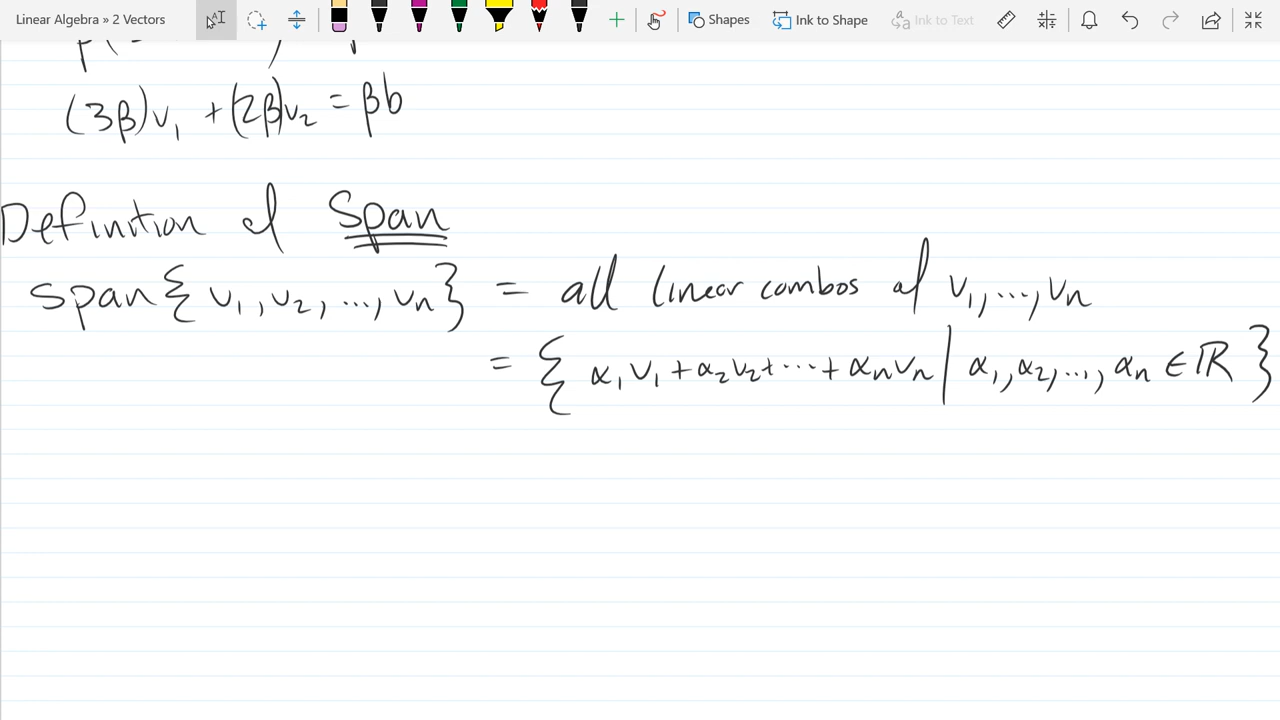 Linear Algebra » 2 Vectors
Shapes
Ink to Shape
Ink to Text
(3β)v₁ + (2β)v₂ = βb
Definition of Span
span{v₁, v₂, ..., vn} = all linear combos of v₁, ..., vn
= { α₁v₁ + α₂v₂ + ⋯ + αnvn | α₁, α₂, ..., αn ∈ ℝ }